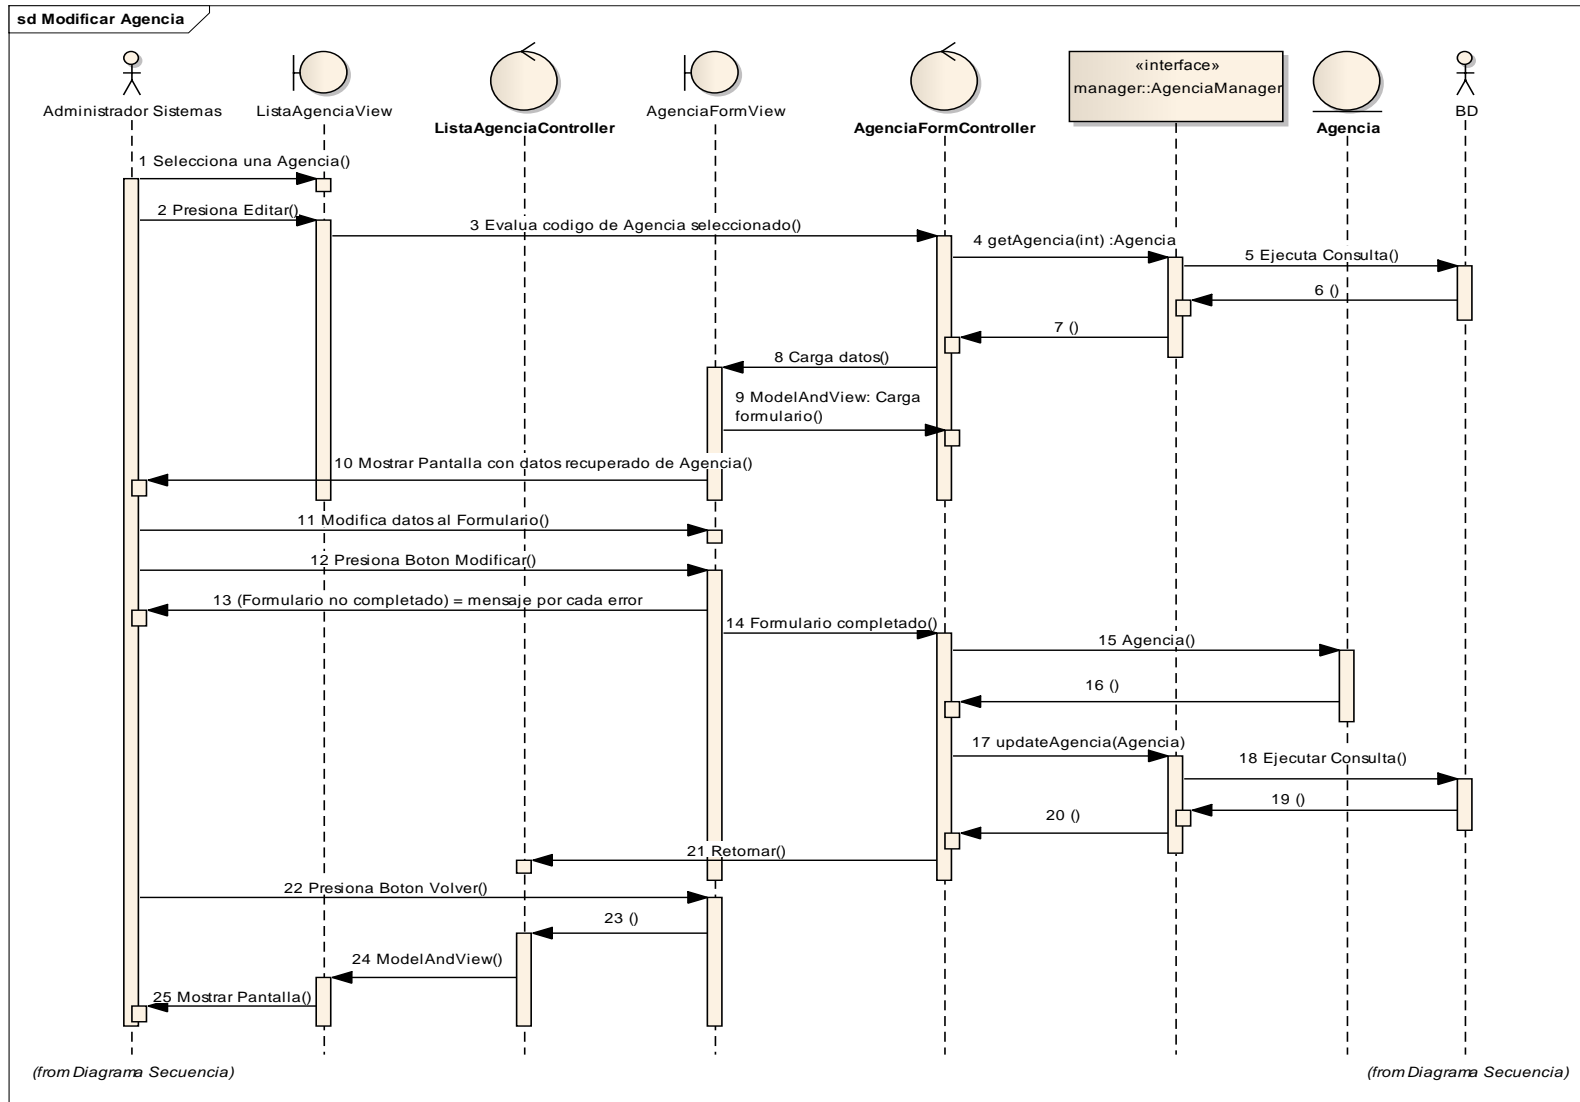 sd Modificar Agencia
Administrador Sistemas
ListaAgenciaView
ListaAgenciaController
AgenciaFormView
AgenciaFormController
«interface»
manager::AgenciaManager
Agencia
BD
1 Selecciona una Agencia()
2 Presiona Editar()
3 Evalua codigo de Agencia seleccionado()
4 getAgencia(int) :Agencia
5 Ejecuta Consulta()
6 ()
7 ()
8 Carga datos()
9 ModelAndView: Carga
formulario()
10 Mostrar Pantalla con datos recuperado de Agencia()
11 Modifica datos al Formulario()
12 Presiona Boton Modificar()
13 (Formulario no completado) = mensaje por cada error
14 Formulario completado()
15 Agencia()
16 ()
17 updateAgencia(Agencia)
18 Ejecutar Consulta()
19 ()
20 ()
21 Retornar()
22 Presiona Boton Volver()
23 ()
24 ModelAndView()
25 Mostrar Pantalla()
(from Diagrama Secuencia)
(from Diagrama Secuencia)